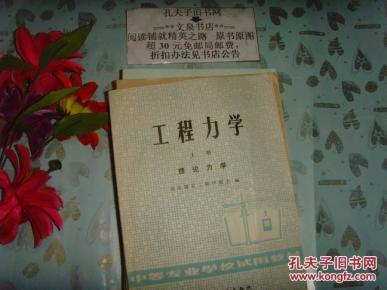 孔夫子旧书网
---**文泉书店**---
阅读铺就精英之路 原书原图
超30元免邮局邮费,
折扣办法见书店公告
工程力学
上册
理论力学
中等专业学校试用教材
孔夫子旧书网